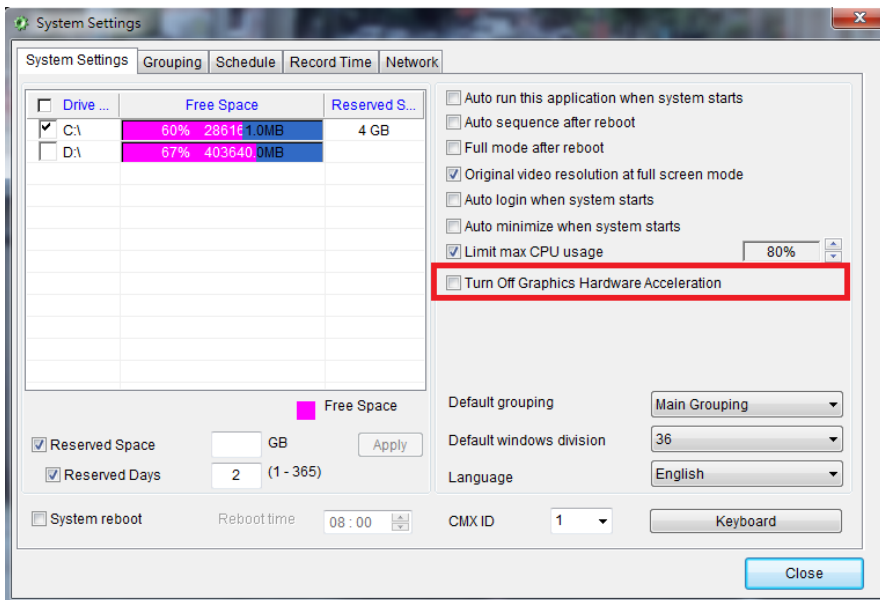 System Settings
System Settings Grouping Schedule Record Time Network
Drive ... Free Space Reserved S...
C:\ 60% 286161.0MB 4 GB
D:\ 67% 403640.0MB
Free Space
Reserved Space GB Apply
Reserved Days 2 (1 - 365)
System reboot Reboot time 08 : 00
Auto run this application when system starts
Auto sequence after reboot
Full mode after reboot
Original video resolution at full screen mode
Auto login when system starts
Auto minimize when system starts
Limit max CPU usage 80%
Turn Off Graphics Hardware Acceleration
Default grouping Main Grouping
Default windows division 36
Language English
CMX ID 1 Keyboard
Close